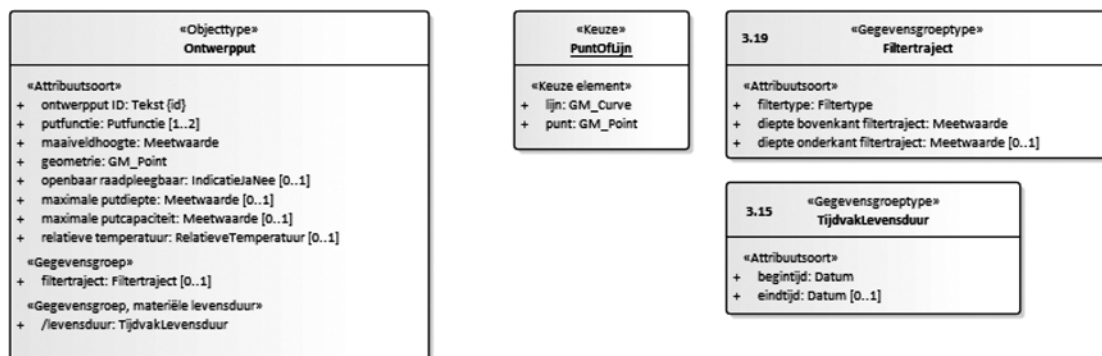 «Objecttype»
Ontwerpput
«Attribuutsoort»
+ ontwerpput ID: Tekst {id}
+ putfunctie: Putfunctie [1..2]
+ maaiveldhoogte: Meetwaarde
+ geometrie: GM_Point
+ openbaar raadpleegbaar: IndicatieJaNee [0..1]
+ maximale putdiepte: Meetwaarde [0..1]
+ maximale putcapaciteit: Meetwaarde [0..1]
+ relatieve temperatuur: RelatieveTemperatuur [0..1]
«Gegevensgroep»
+ filtertraject: Filtertraject [0..1]
«Gegevensgroep, materiële levensduur»
+ /levensduur: TijdvakLevensduur
«Keuze»
PuntOfLijn
«Keuze element»
+ lijn: GM_Curve
+ punt: GM_Point
3.19 «Gegevensgroeptype»
Filtertraject
«Attribuutsoort»
+ filtertype: Filtertype
+ diepte bovenkant filtertraject: Meetwaarde
+ diepte onderkant filtertraject: Meetwaarde [0..1]
3.15 «Gegevensgroeptype»
TijdvakLevensduur
«Attribuutsoort»
+ begintijd: Datum
+ eindtijd: Datum [0..1]